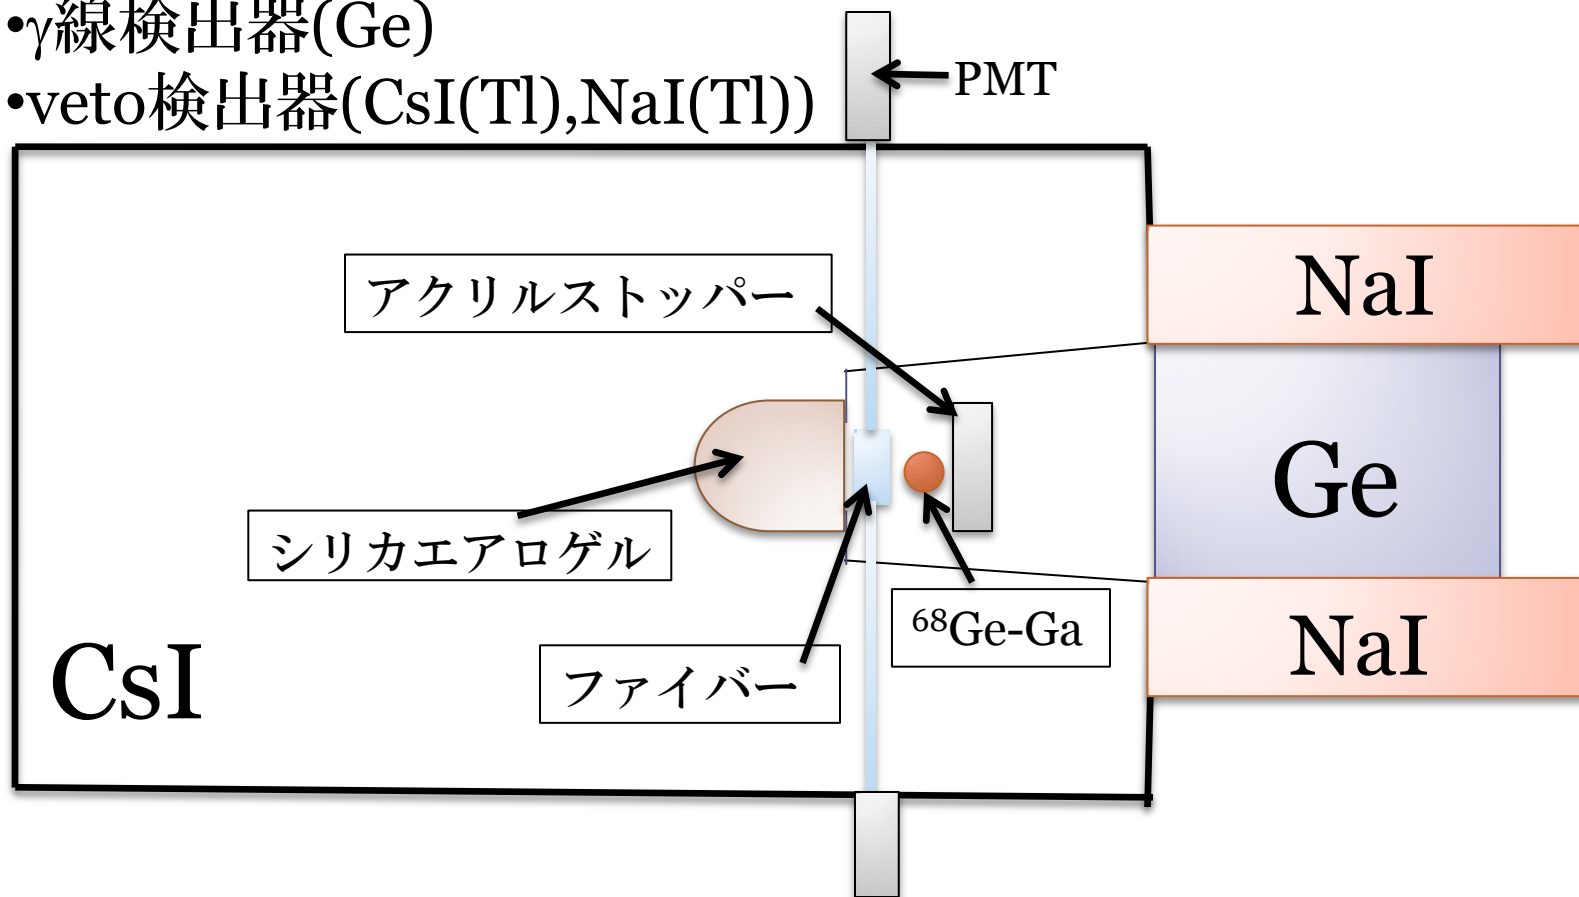 •γ線検出器(Ge)
•veto検出器(CsI(Tl),NaI(Tl))
PMT
アクリルストッパー
NaI
Ge
シリカエアロゲル
⁶⁸Ge-Ga
NaI
CsI
ファイバー